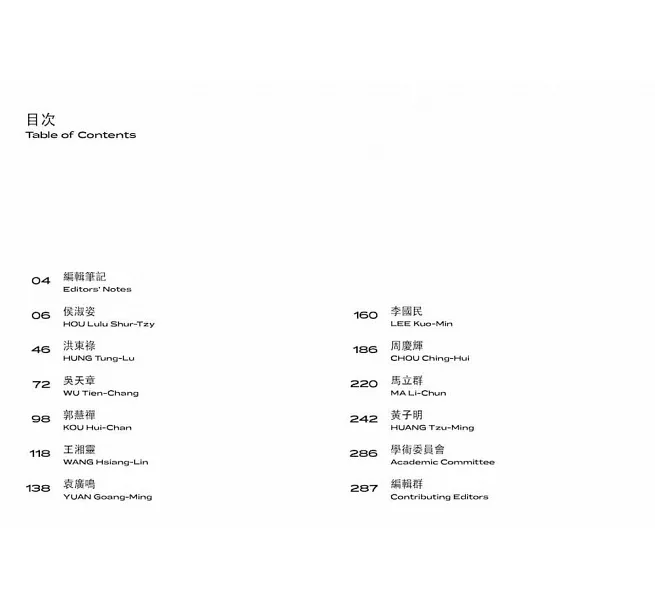 目次
Table of Contents
04 編輯筆記
Editors' Notes
06 侯淑姿
HOU Lulu Shur-Tzy
46 洪東祿
HUNG Tung-Lu
72 吳天章
WU Tien-Chang
98 郭慧禪
KOU Hui-Chan
118 王湘靈
WANG Hsiang-Lin
138 袁廣鳴
YUAN Goang-Ming
160 李國民
LEE Kuo-Min
186 周慶輝
CHOU Ching-Hui
220 馬立群
MA Li-Chun
242 黃子明
HUANG Tzu-Ming
286 學術委員會
Academic Committee
287 編輯群
Contributing Editors